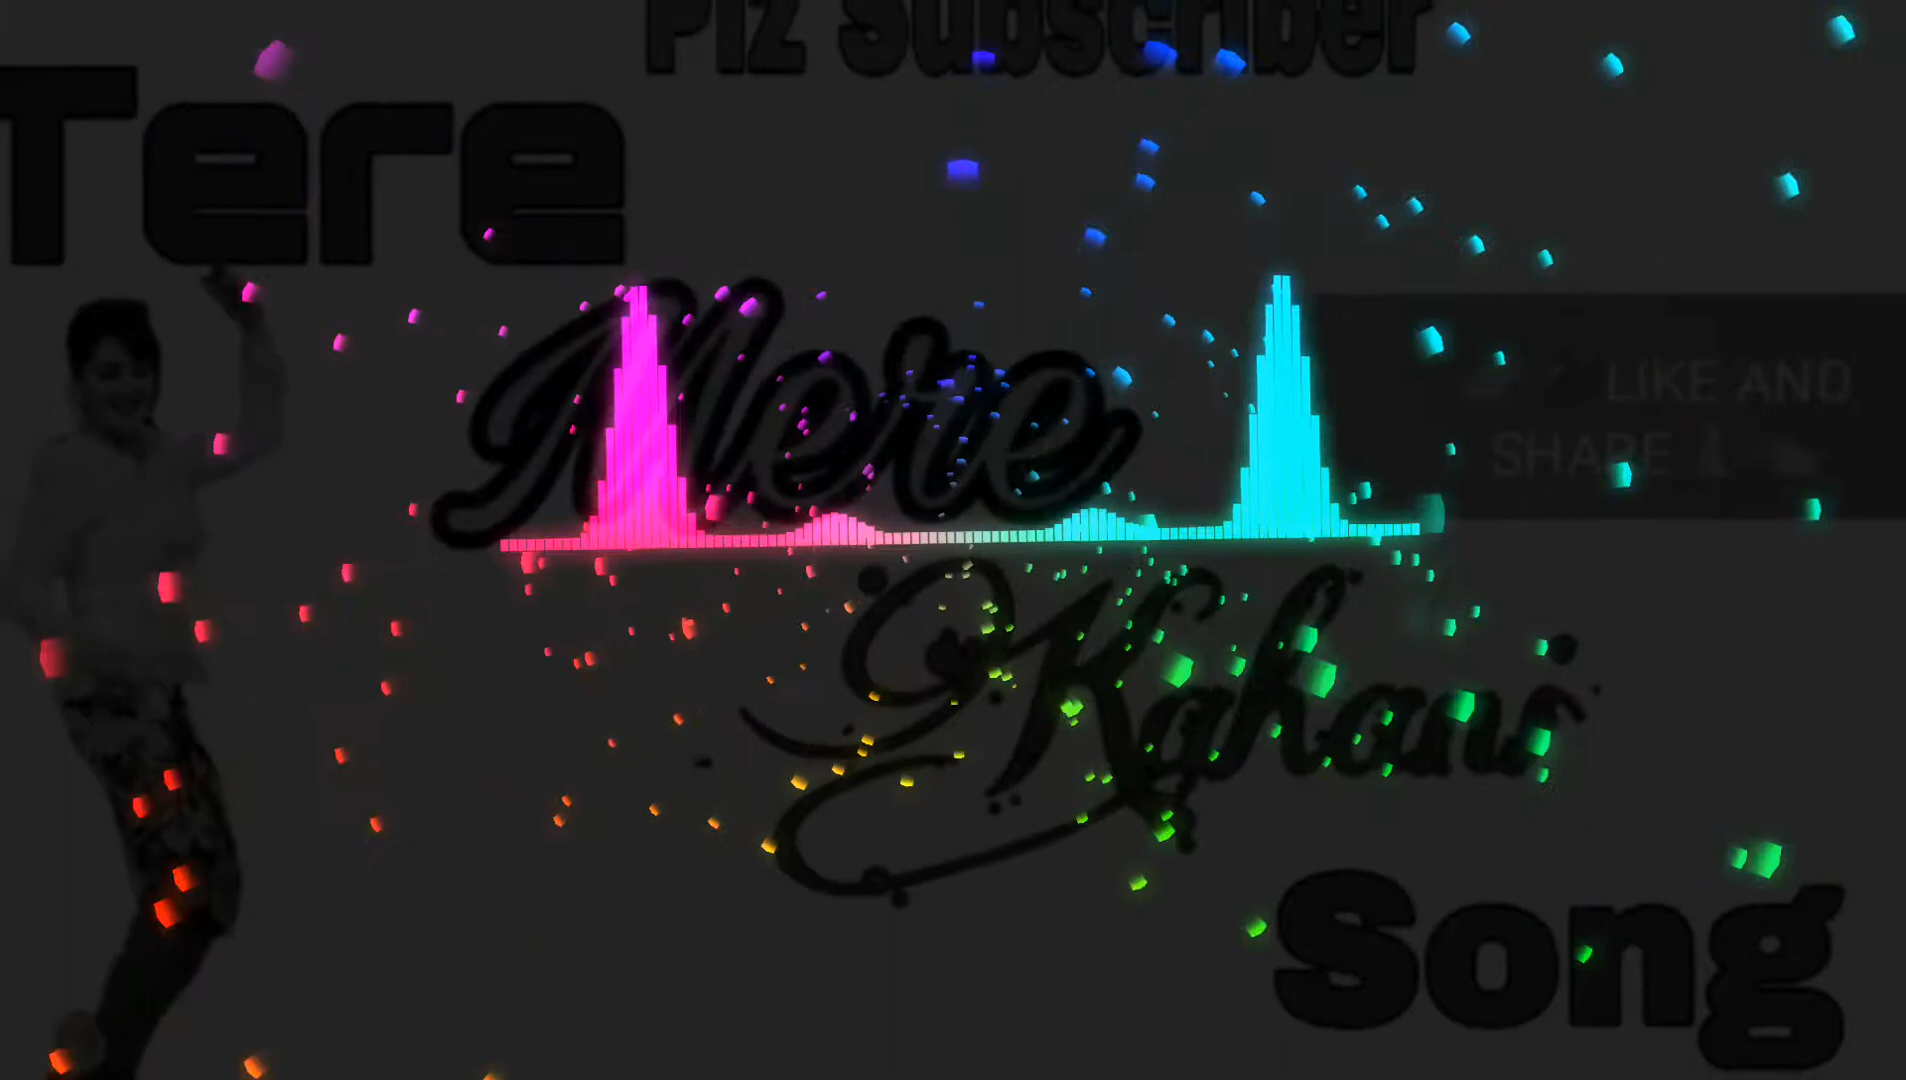 Plz Subscriber
Tere
Mere
LIKE AND
SHARE
Kahani
Song